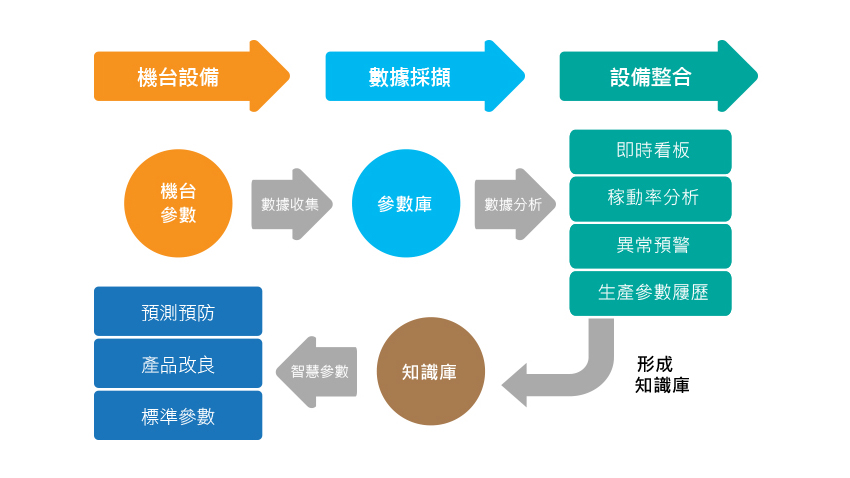 機台設備
數據採擷
設備整合
機台
參數
數據收集
參數庫
數據分析
即時看板
稼動率分析
異常預警
生產參數履歷
形成
知識庫
知識庫
智慧參數
預測預防
產品改良
標準參數